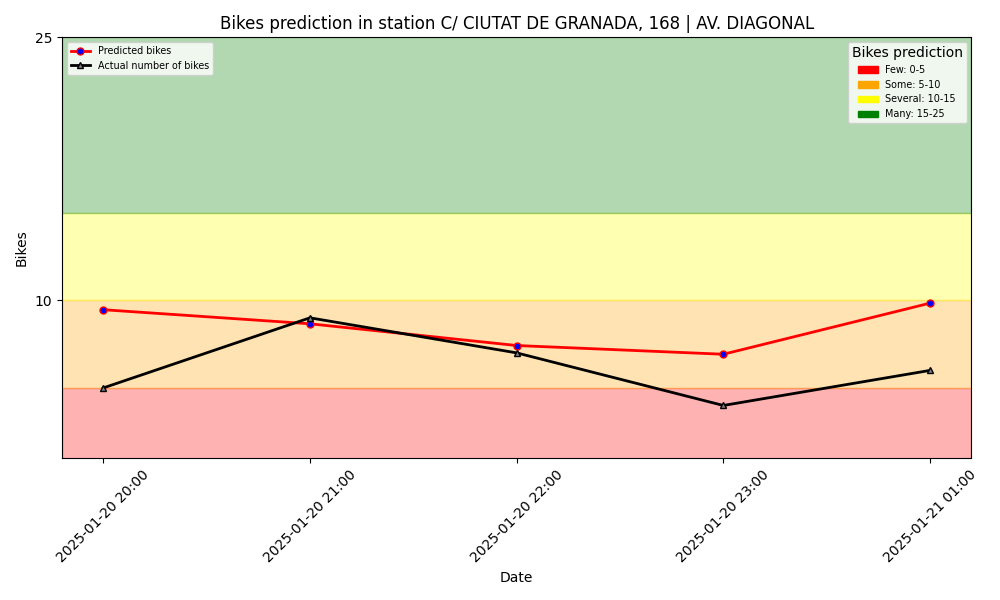 Bikes prediction in station C/ CIUTAT DE GRANADA, 168 | AV. DIAGONAL
25
Predicted bikes
Actual number of bikes
Bikes prediction
Few: 0-5
Some: 5-10
Several: 10-15
Many: 15-25
Bikes
10
2025-01-20 20:00
2025-01-20 21:00
2025-01-20 22:00
2025-01-20 23:00
2025-01-21 01:00
Date